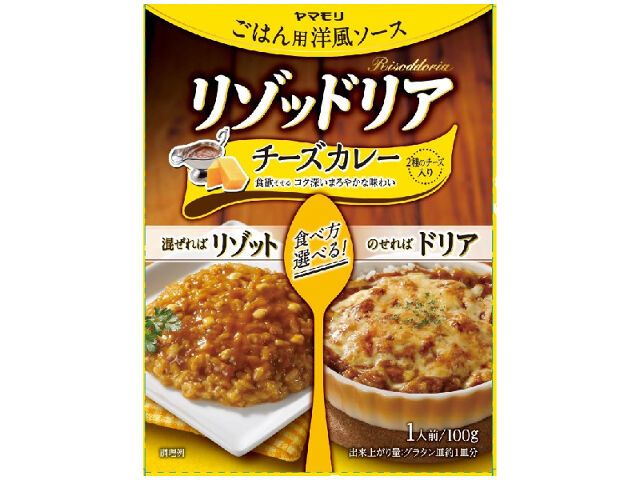 ヤマモリ
ごはん用洋風ソース
Risoddoria
リゾッドリア
チーズカレー
食欲そそる コク深いまろやかな味わい
2種のチーズ
入り
混ぜれば リゾット
食べ方
選べる!
のせれば ドリア
1人前/100g
出来上がり量:グラタン皿約1皿分
調理例